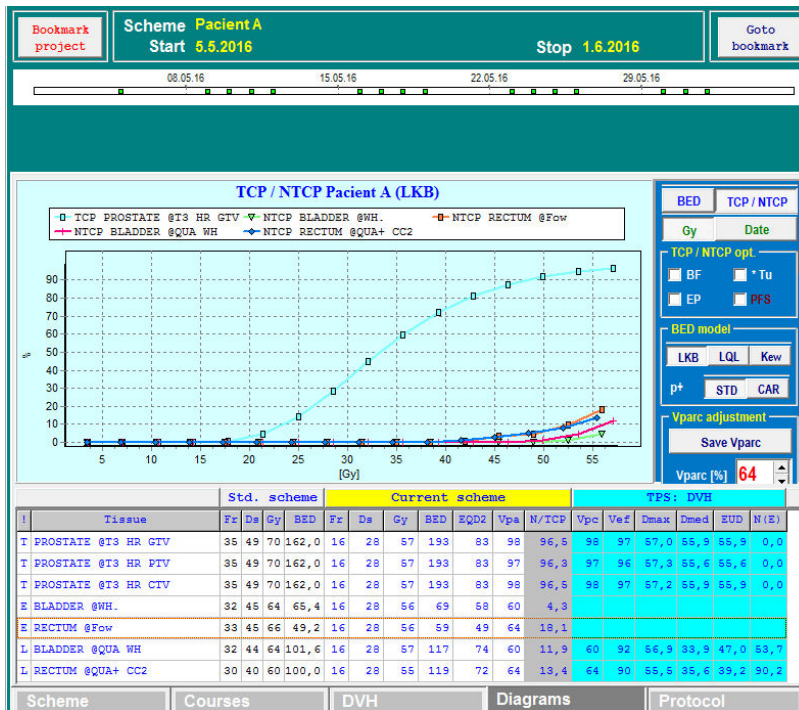 Bookmark project
Scheme Pacient A
Start 5.5.2016
Stop 1.6.2016
Goto bookmark
08.05.16 15.05.16 22.05.16 29.05.16
TCP / NTCP Pacient A (LKB)
TCP PROSTATE @T3 HR GTV NTCP BLADDER @WH. NTCP RECTUM @Fow
NTCP BLADDER @QUA WH NTCP RECTUM @QUA+ CC2
90
80
70
60
50
40
30
20
10
0
%
5 10 15 20 25 30 35 40 45 50 55
[Gy]
BED TCP / NTCP
Gy Date
TCP / NTCP opt.
BF * Tu
EP PFS
BED model
LKB LQL Kew
p+ STD CAR
Vparc adjustment
Save Vparc
Vparc [%] 64
Std. scheme Current scheme TPS: DVH
! Tissue Fr Ds Gy BED Fr Ds Gy BED EQD2 Vpa N/TCP Vpc Vef Dmax Dmed EUD N(E)
T PROSTATE @T3 HR GTV 35 49 70 162,0 16 28 57 193 83 98 96,5 98 97 57,0 55,9 55,9 0,0
T PROSTATE @T3 HR PTV 35 49 70 162,0 16 28 57 193 83 97 96,3 97 96 57,3 55,6 55,6 0,0
T PROSTATE @T3 HR CTV 35 49 70 162,0 16 28 57 193 83 98 96,5 98 97 57,2 55,9 55,9 0,0
E BLADDER @WH. 32 45 64 65,4 16 28 56 69 58 60 4,3
E RECTUM @Fow 33 45 66 49,2 16 28 56 59 49 64 18,1
L BLADDER @QUA WH 32 44 64 101,6 16 28 57 117 74 60 11,9 60 92 56,9 33,9 47,0 53,7
L RECTUM @QUA+ CC2 30 40 60 100,0 16 28 55 119 72 64 13,4 64 90 55,5 35,6 39,2 90,2
Scheme Courses DVH Diagrams Protocol